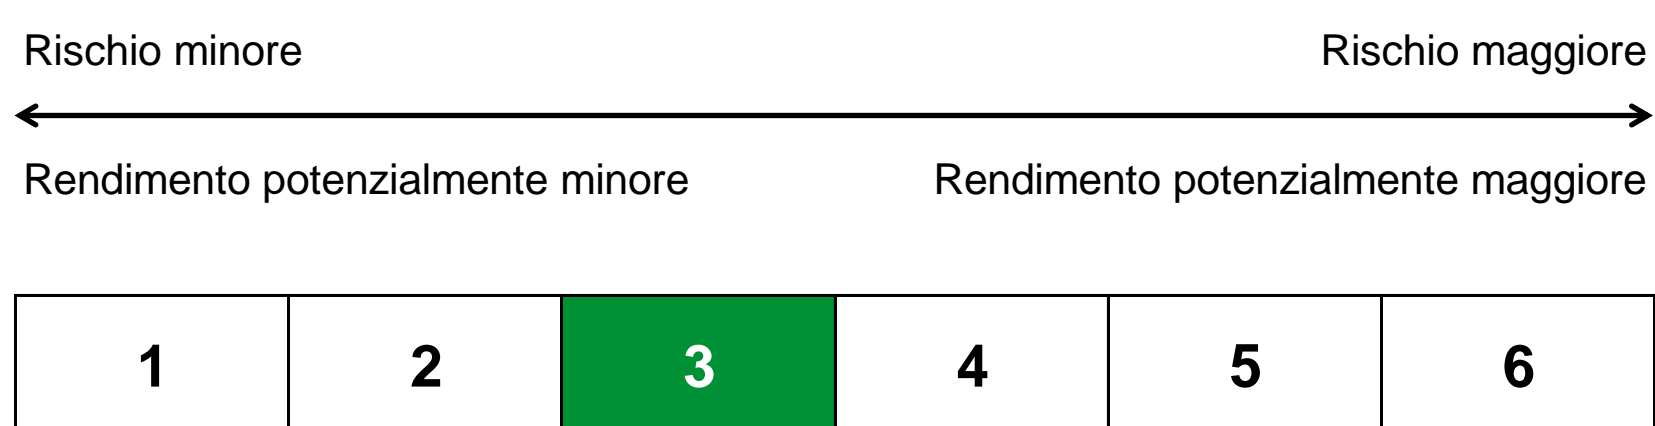 Rischio minore Rischio maggiore
Rendimento potenzialmente minore Rendimento potenzialmente maggiore
1 2 3 4 5 6